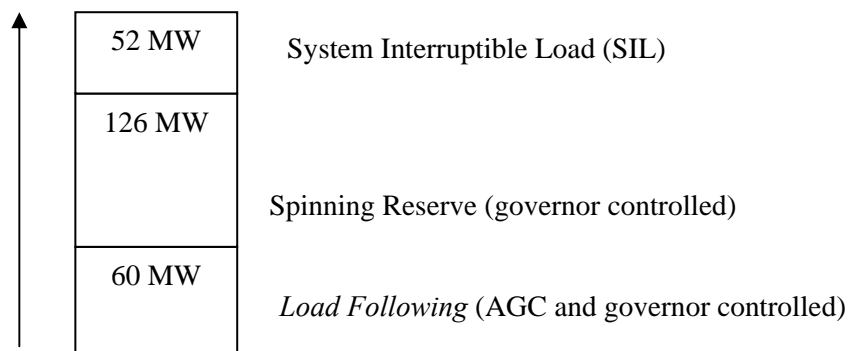 52 MW
System Interruptible Load (SIL)
126 MW
Spinning Reserve (governor controlled)
60 MW
Load Following (AGC and governor controlled)